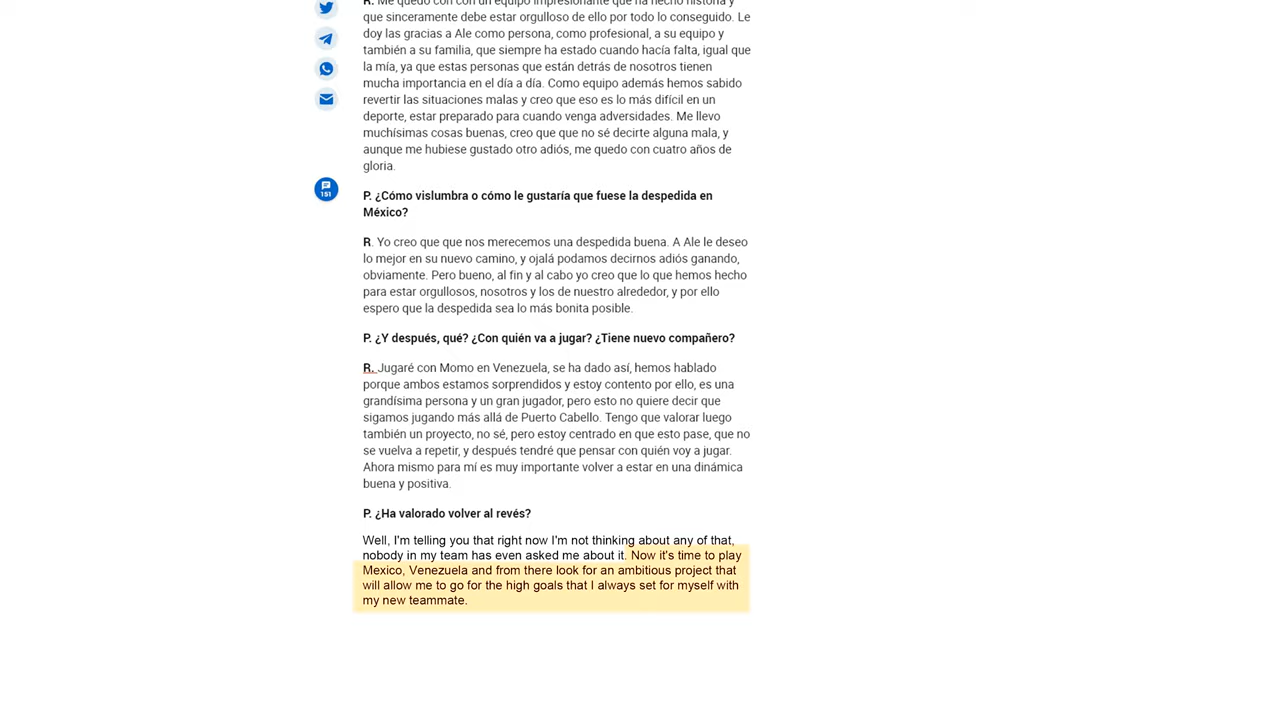 R. Me quedo con con un equipo impresionante que ha hecho historia y
que sinceramente debe estar orgulloso de ello por todo lo conseguido. Le
doy las gracias a Ale como persona, como profesional, a su equipo y
también a su familia, que siempre ha estado cuando hacía falta, igual que
la mía, ya que estas personas que están detrás de nosotros tienen
mucha importancia en el día a día. Como equipo además hemos sabido
revertir las situaciones malas y creo que eso es lo más difícil en un
deporte, estar preparado para cuando venga adversidades. Me llevo
muchísimas cosas buenas, creo que que no sé decirte alguna mala, y
aunque me hubiese gustado otro adiós, me quedo con cuatro años de
gloria.
151
P. ¿Cómo vislumbra o cómo le gustaría que fuese la despedida en
México?
R. Yo creo que que nos merecemos una despedida buena. A Ale le deseo
lo mejor en su nuevo camino, y ojalá podamos decirnos adiós ganando,
obviamente. Pero bueno, al fin y al cabo yo creo que lo que hemos hecho
para estar orgullosos, nosotros y los de nuestro alrededor, y por ello
espero que la despedida sea lo más bonita posible.
P. ¿Y después, qué? ¿Con quién va a jugar? ¿Tiene nuevo compañero?
R. Jugaré con Momo en Venezuela, se ha dado así, hemos hablado
porque ambos estamos sorprendidos y estoy contento por ello, es una
grandísima persona y un gran jugador, pero esto no quiere decir que
sigamos jugando más allá de Puerto Cabello. Tengo que valorar luego
también un proyecto, no sé, pero estoy centrado en que esto pase, que no
se vuelva a repetir, y después tendré que pensar con quién voy a jugar.
Ahora mismo para mí es muy importante volver a estar en una dinámica
buena y positiva.
P. ¿Ha valorado volver al revés?
Well, I'm telling you that right now I'm not thinking about any of that,
nobody in my team has even asked me about it. Now it's time to play
Mexico, Venezuela and from there look for an ambitious project that
will allow me to go for the high goals that I always set for myself with
my new teammate.